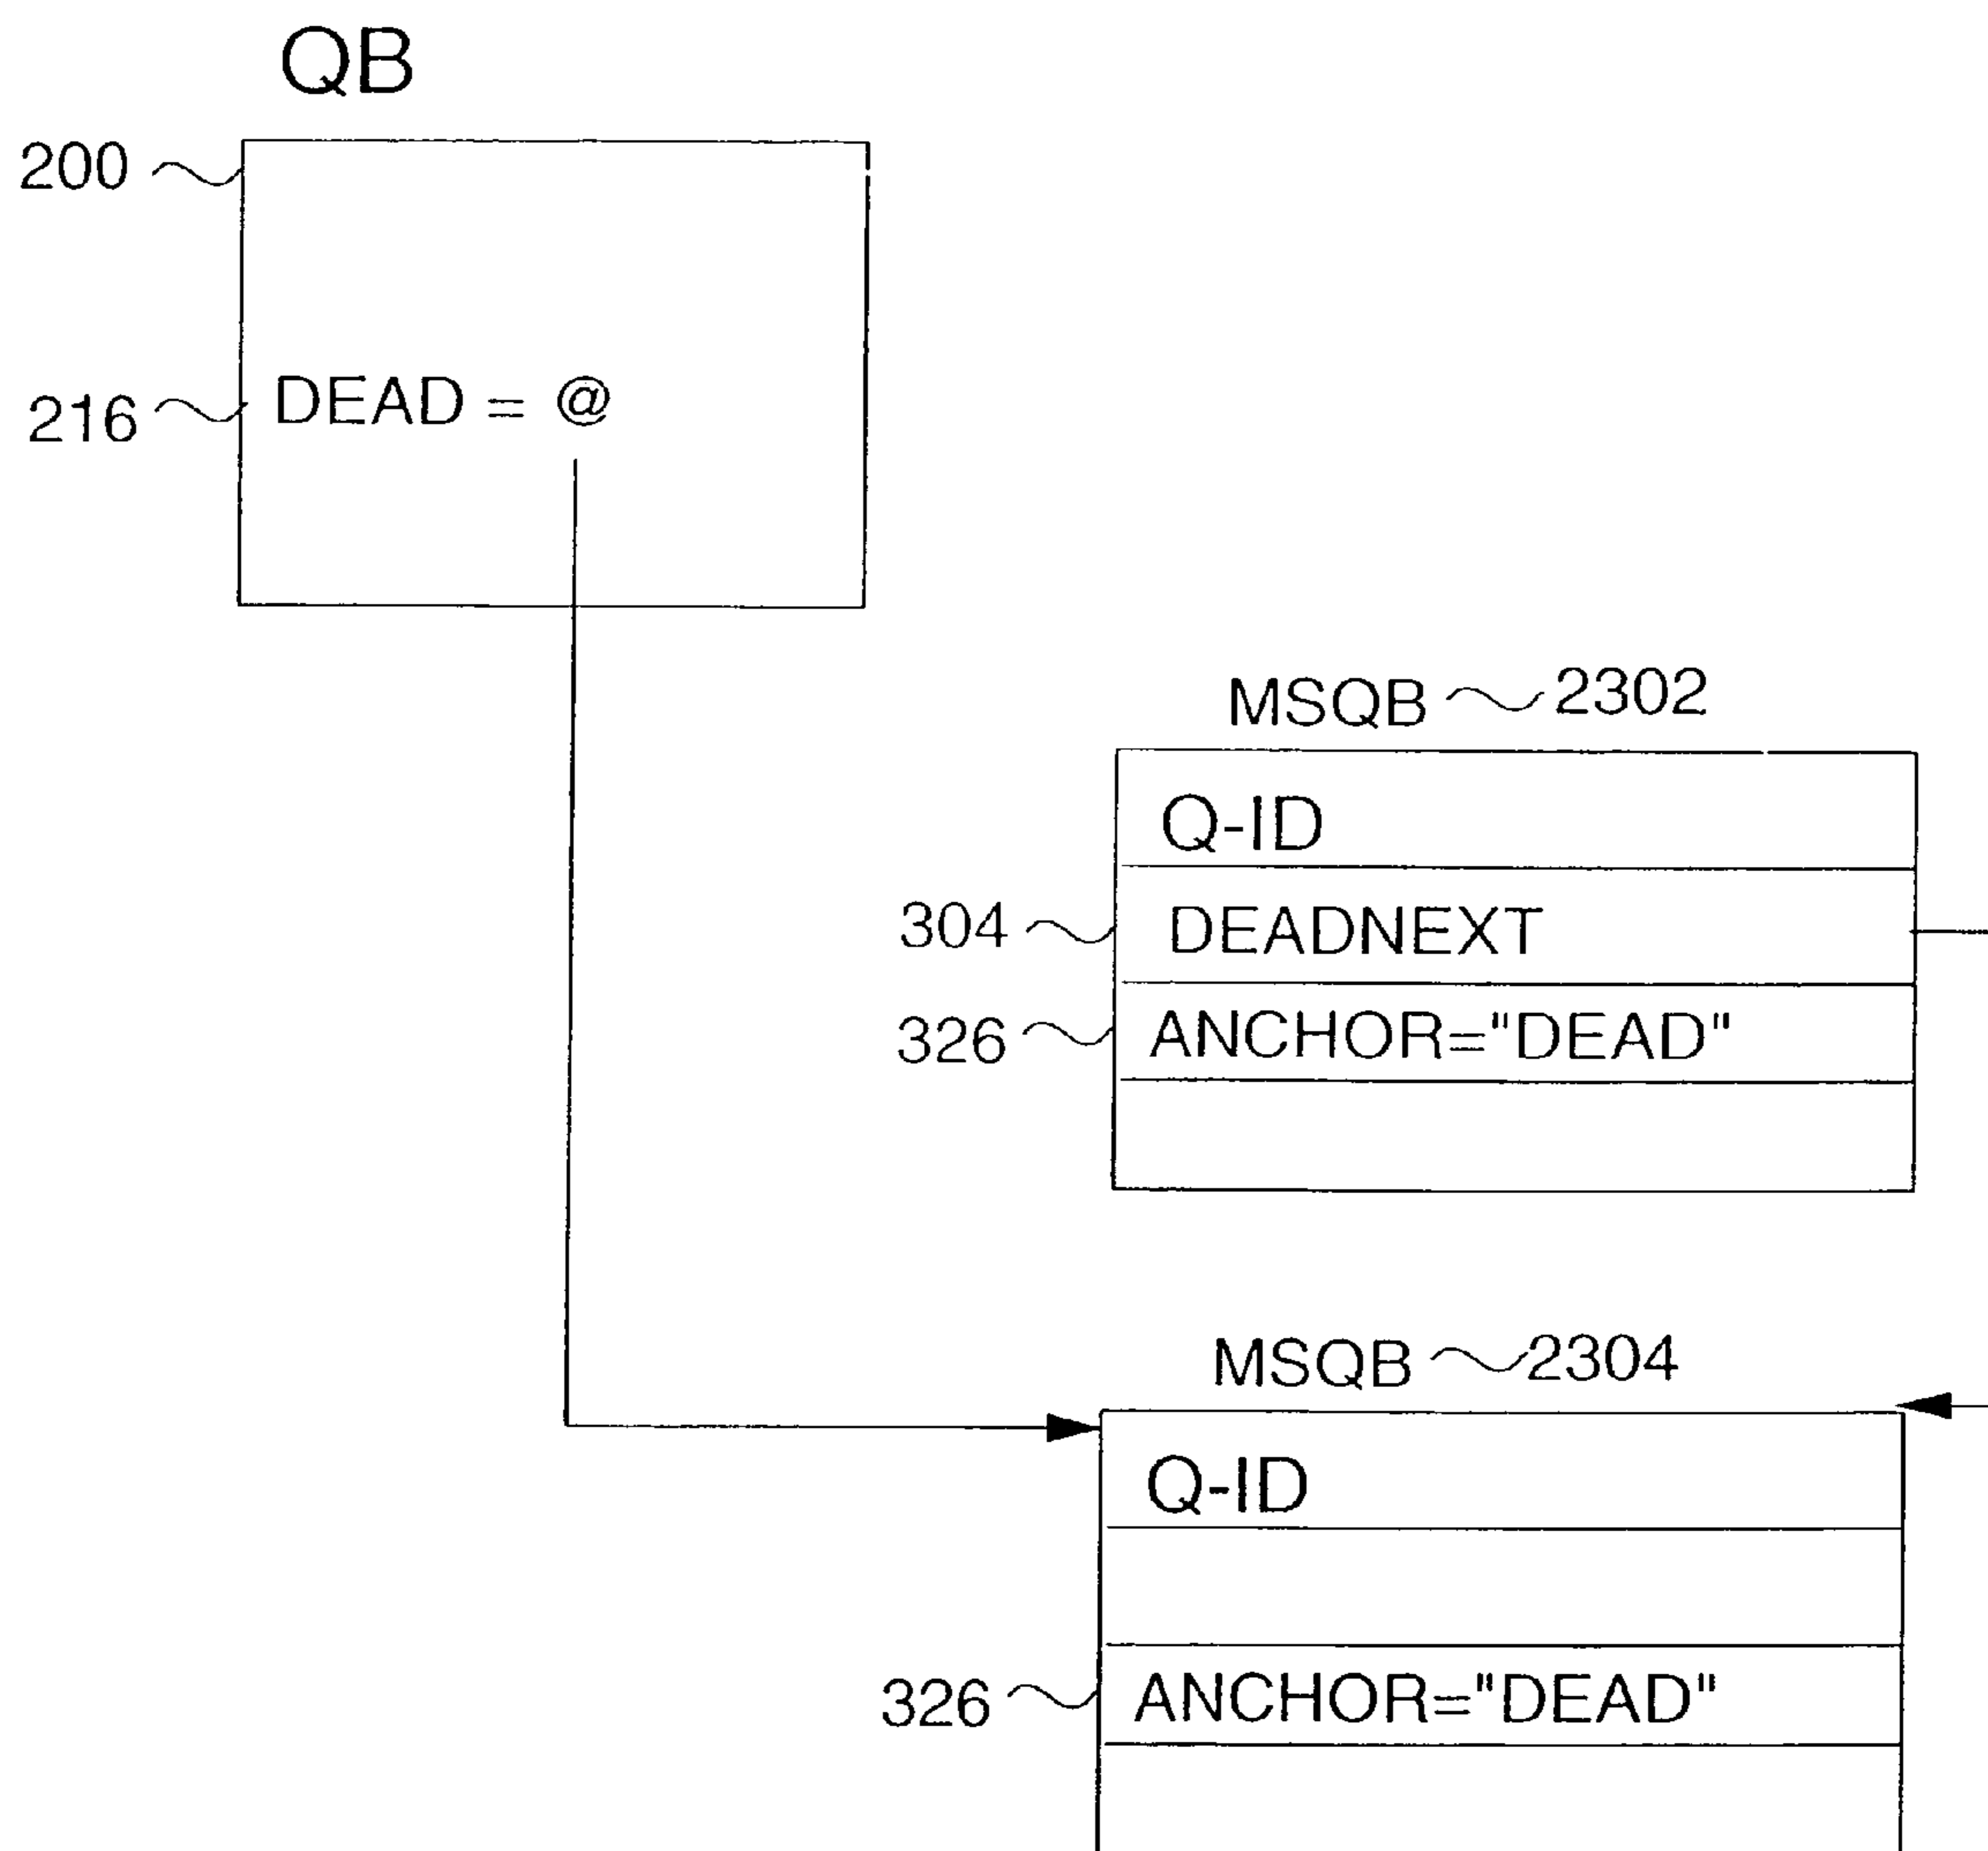 QB
200
216 DEAD = @
MSQB 2302
Q-ID
304 DEADNEXT
326 ANCHOR="DEAD"
MSQB 2304
Q-ID
326 ANCHOR="DEAD"